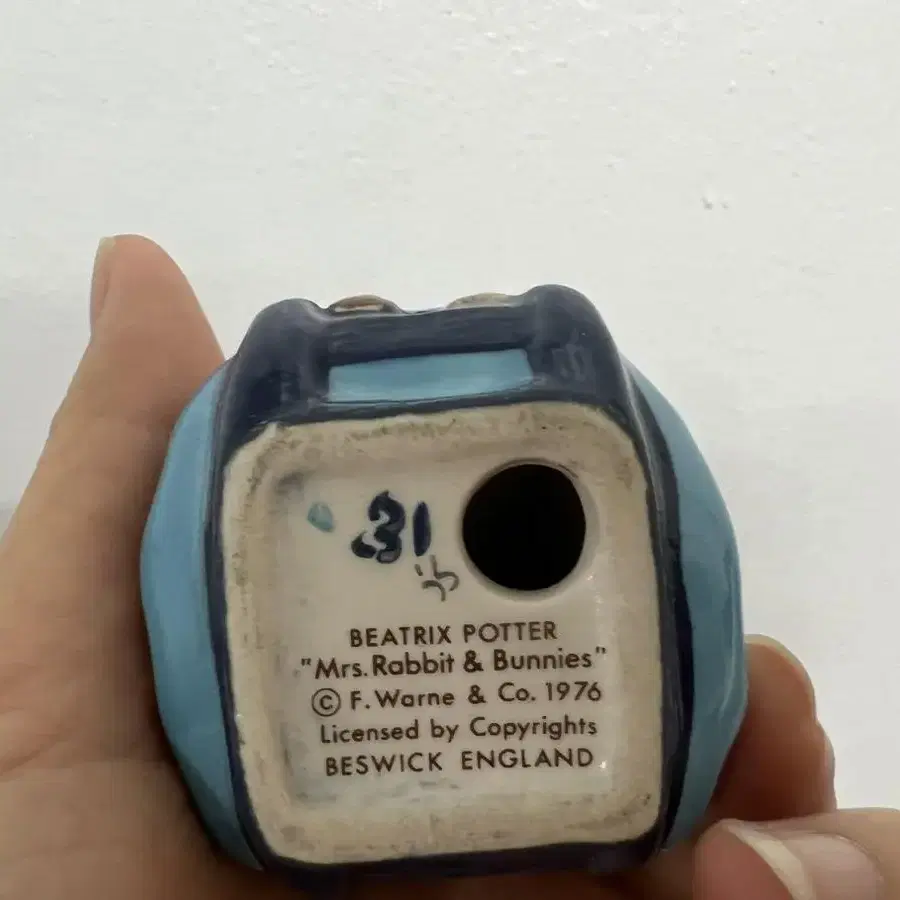 31
BEATRIX POTTER
"Mrs. Rabbit & Bunnies"
© F. Warne & Co. 1976
Licensed by Copyrights
BESWICK ENGLAND